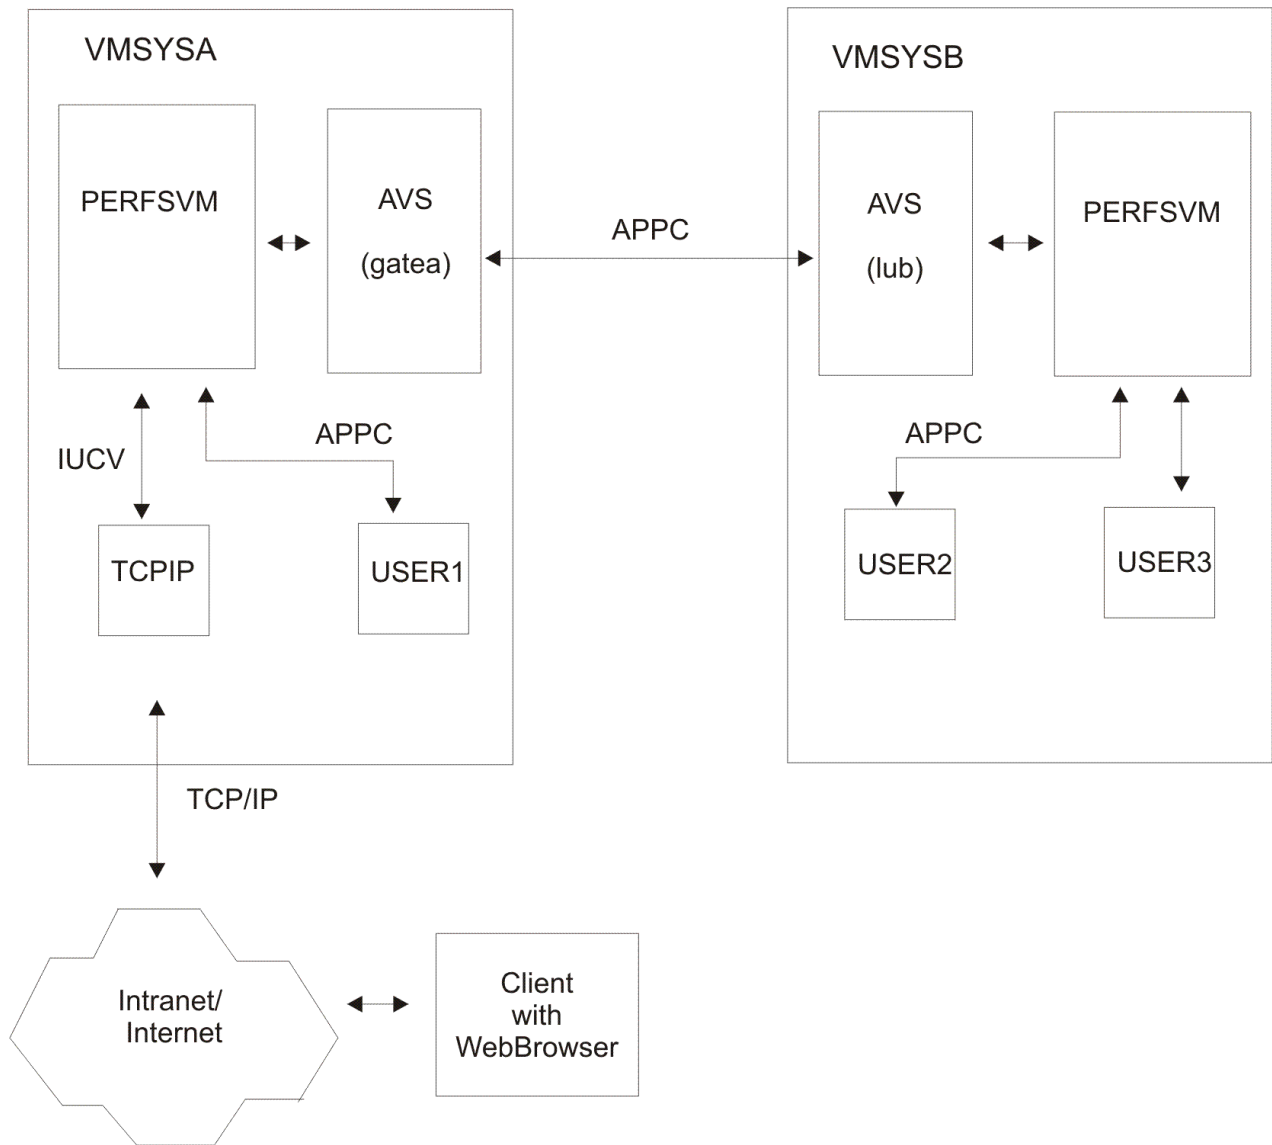 VMSYSA
VMSYSB
PERFSVM
AVS
(gatea)
APPC
AVS
(lub)
PERFSVM
IUCV
APPC
APPC
TCPIP
USER1
USER2
USER3
TCP/IP
Intranet/
Internet
Client
with
WebBrowser